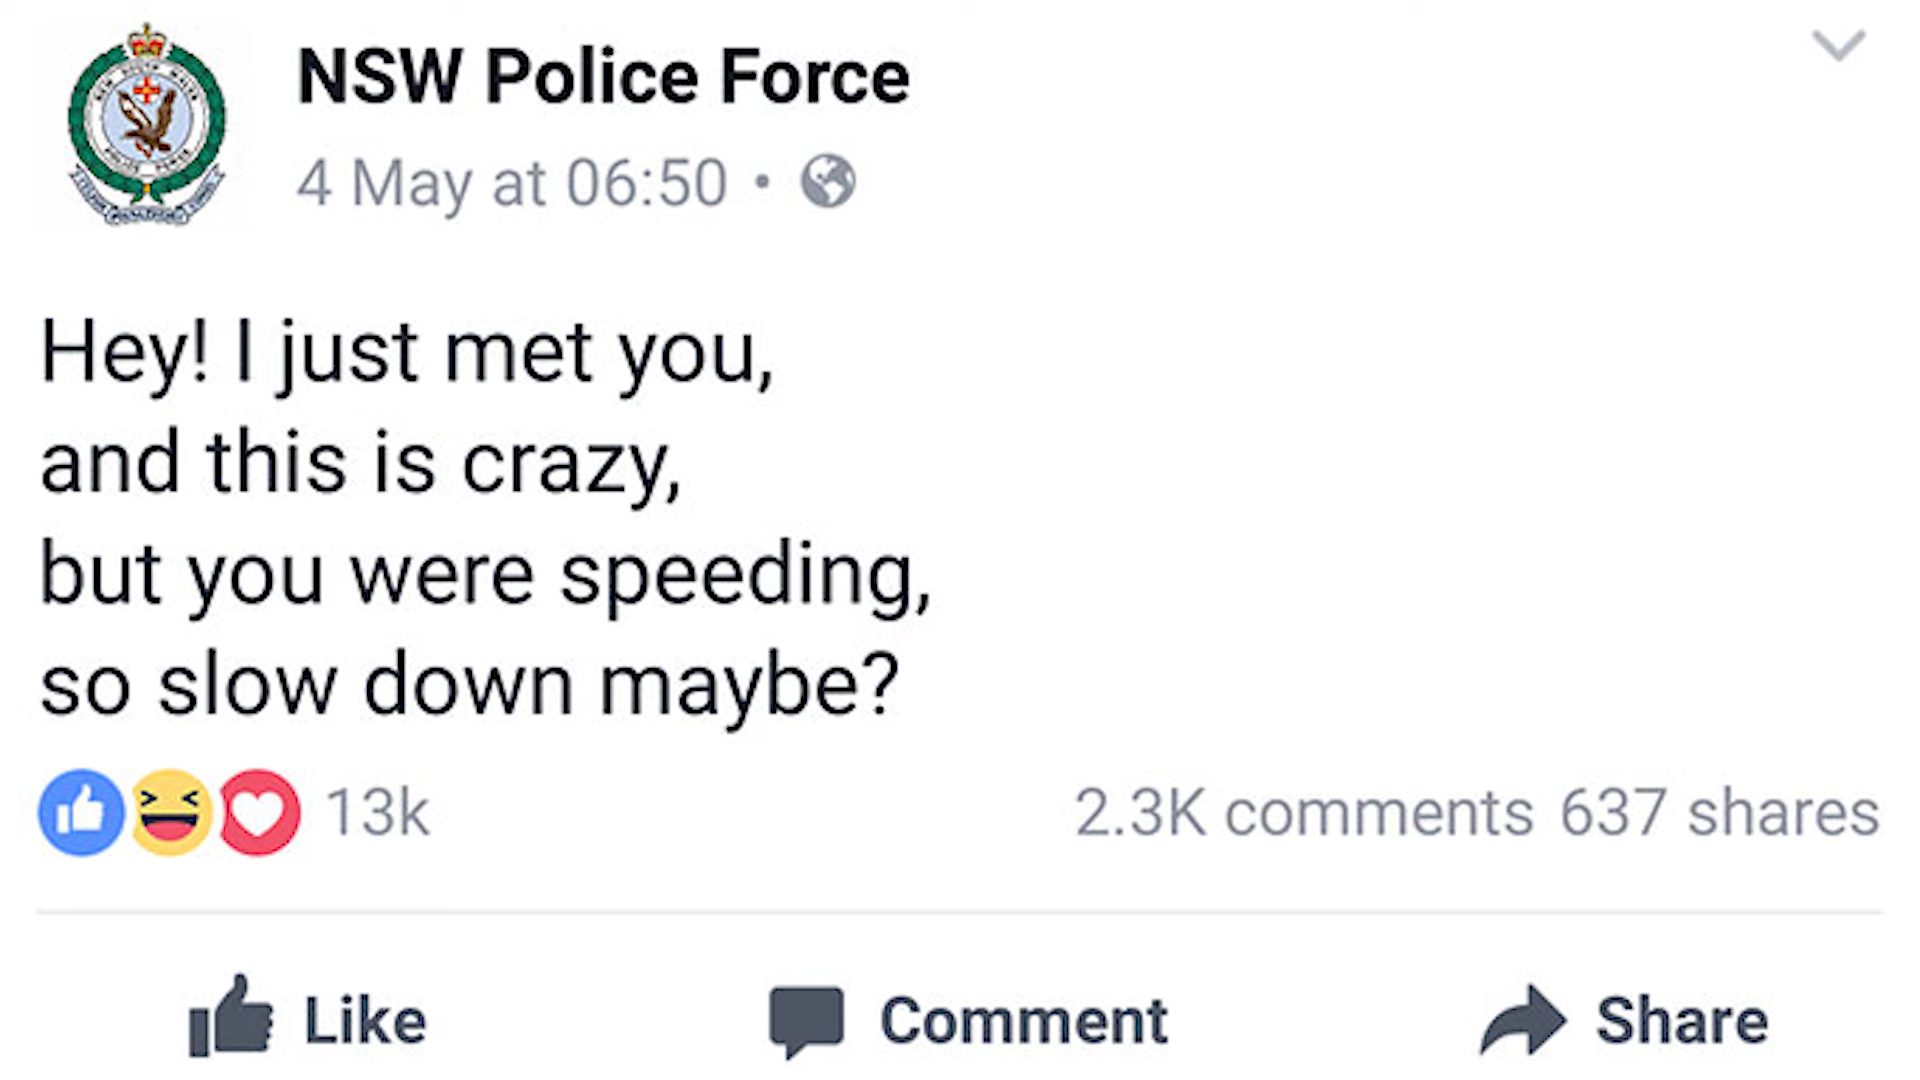 NSW Police Force
4 May at 06:50 ·
Hey! I just met you,
and this is crazy,
but you were speeding,
so slow down maybe?
13k 2.3K comments 637 shares
Like Comment Share